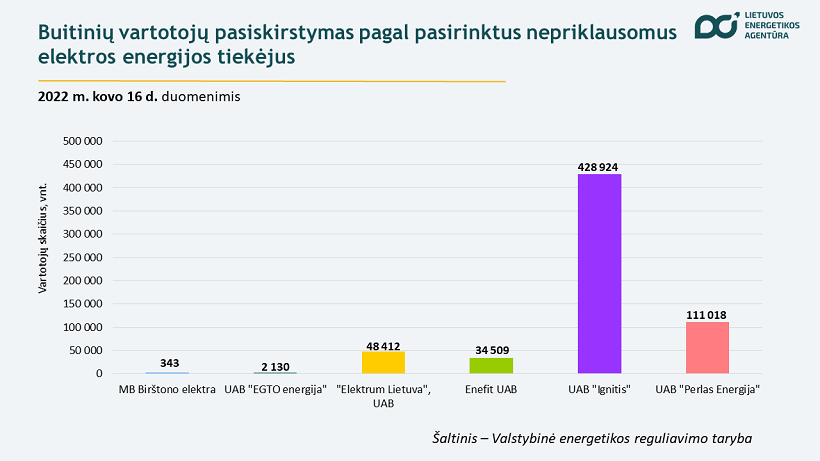 Buitinių vartotojų pasiskirstymas pagal pasirinktus nepriklausomus
elektros energijos tiekėjus
LIETUVOS
ENERGETIKOS
AGENTŪRA
2022 m. kovo 16 d. duomenimis
Vartotojų skaičius, vnt.
500 000
450 000
400 000
350 000
300 000
250 000
200 000
150 000
100 000
50 000
0
343
2 130
48 412
34 509
428 924
111 018
MB Birštono elektra
UAB "EGTO energija"
"Elektrum Lietuva",
UAB
Enefit UAB
UAB "Ignitis"
UAB "Perlas Energija"
Šaltinis – Valstybinė energetikos reguliavimo taryba